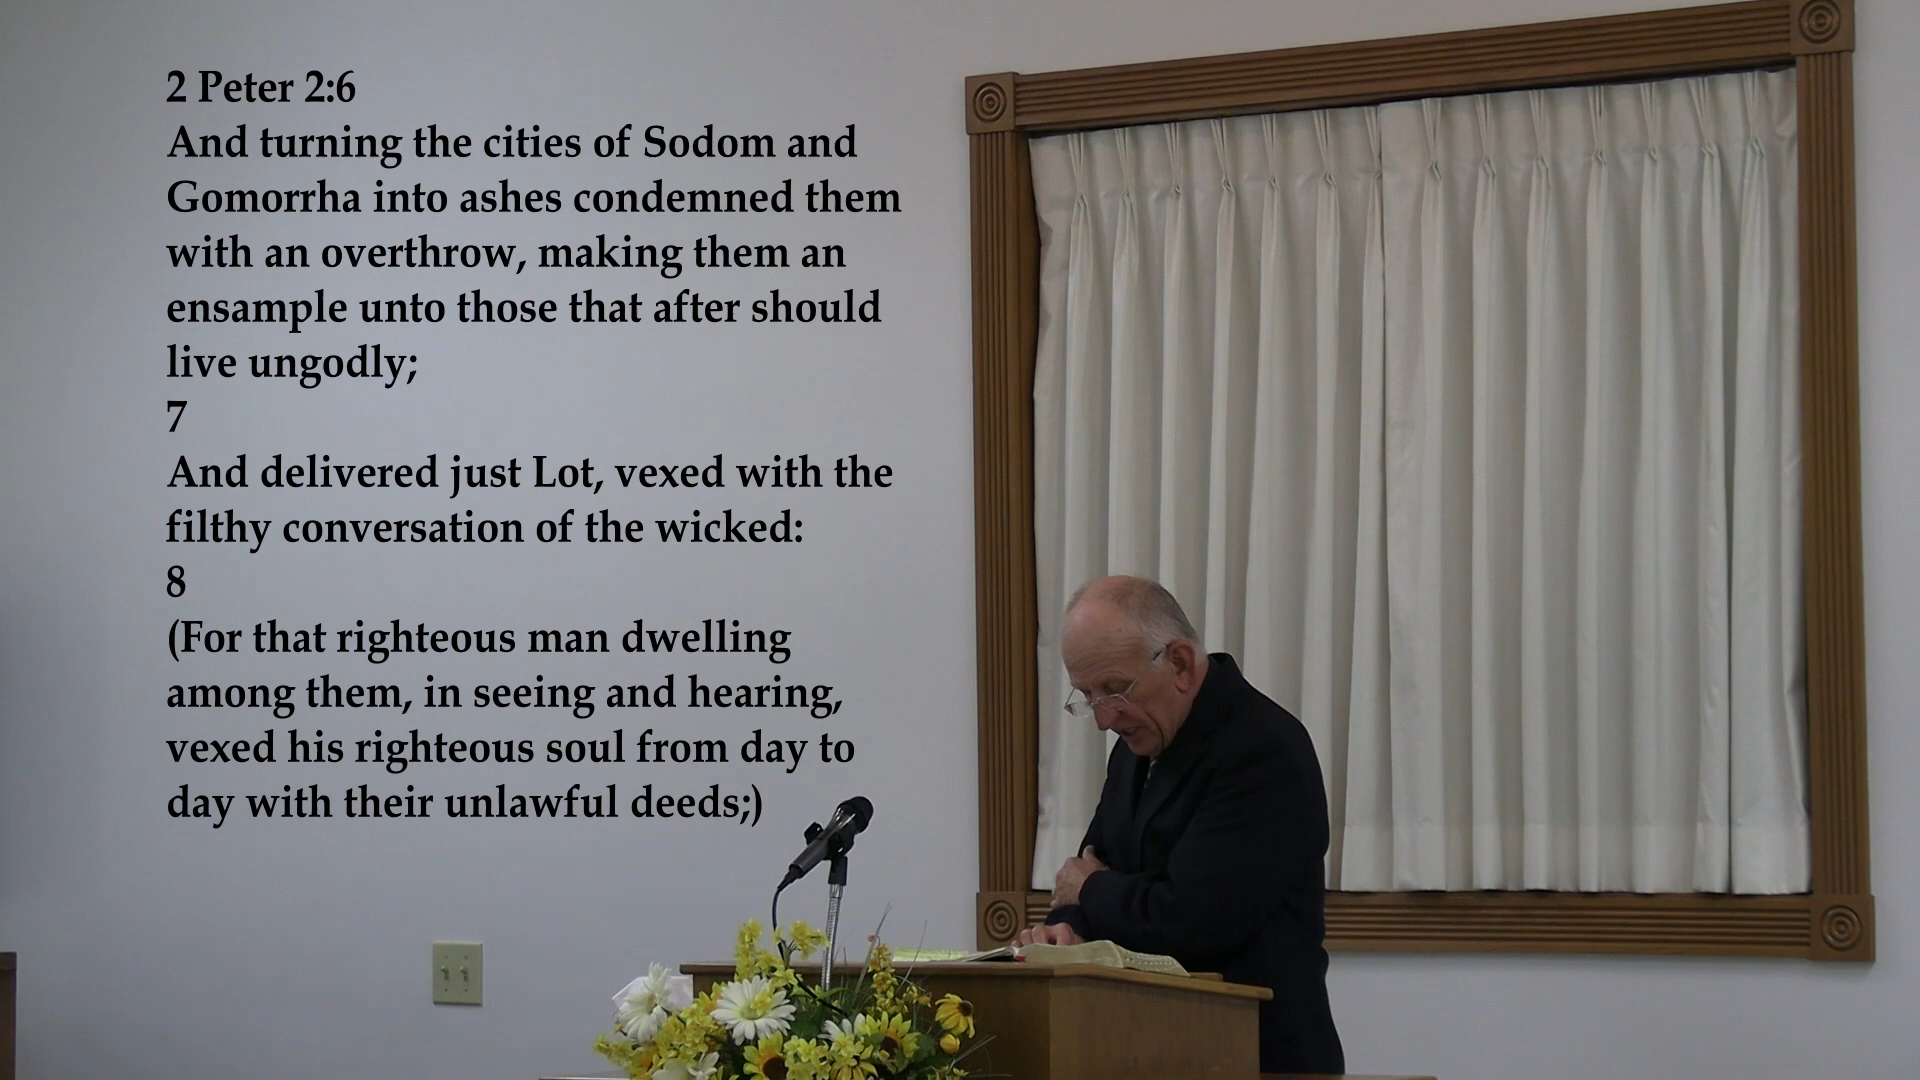 2 Peter 2:6
And turning the cities of Sodom and
Gomorrha into ashes condemned them
with an overthrow, making them an
ensample unto those that after should
live ungodly;
7
And delivered just Lot, vexed with the
filthy conversation of the wicked:
8
(For that righteous man dwelling
among them, in seeing and hearing,
vexed his righteous soul from day to
day with their unlawful deeds;)